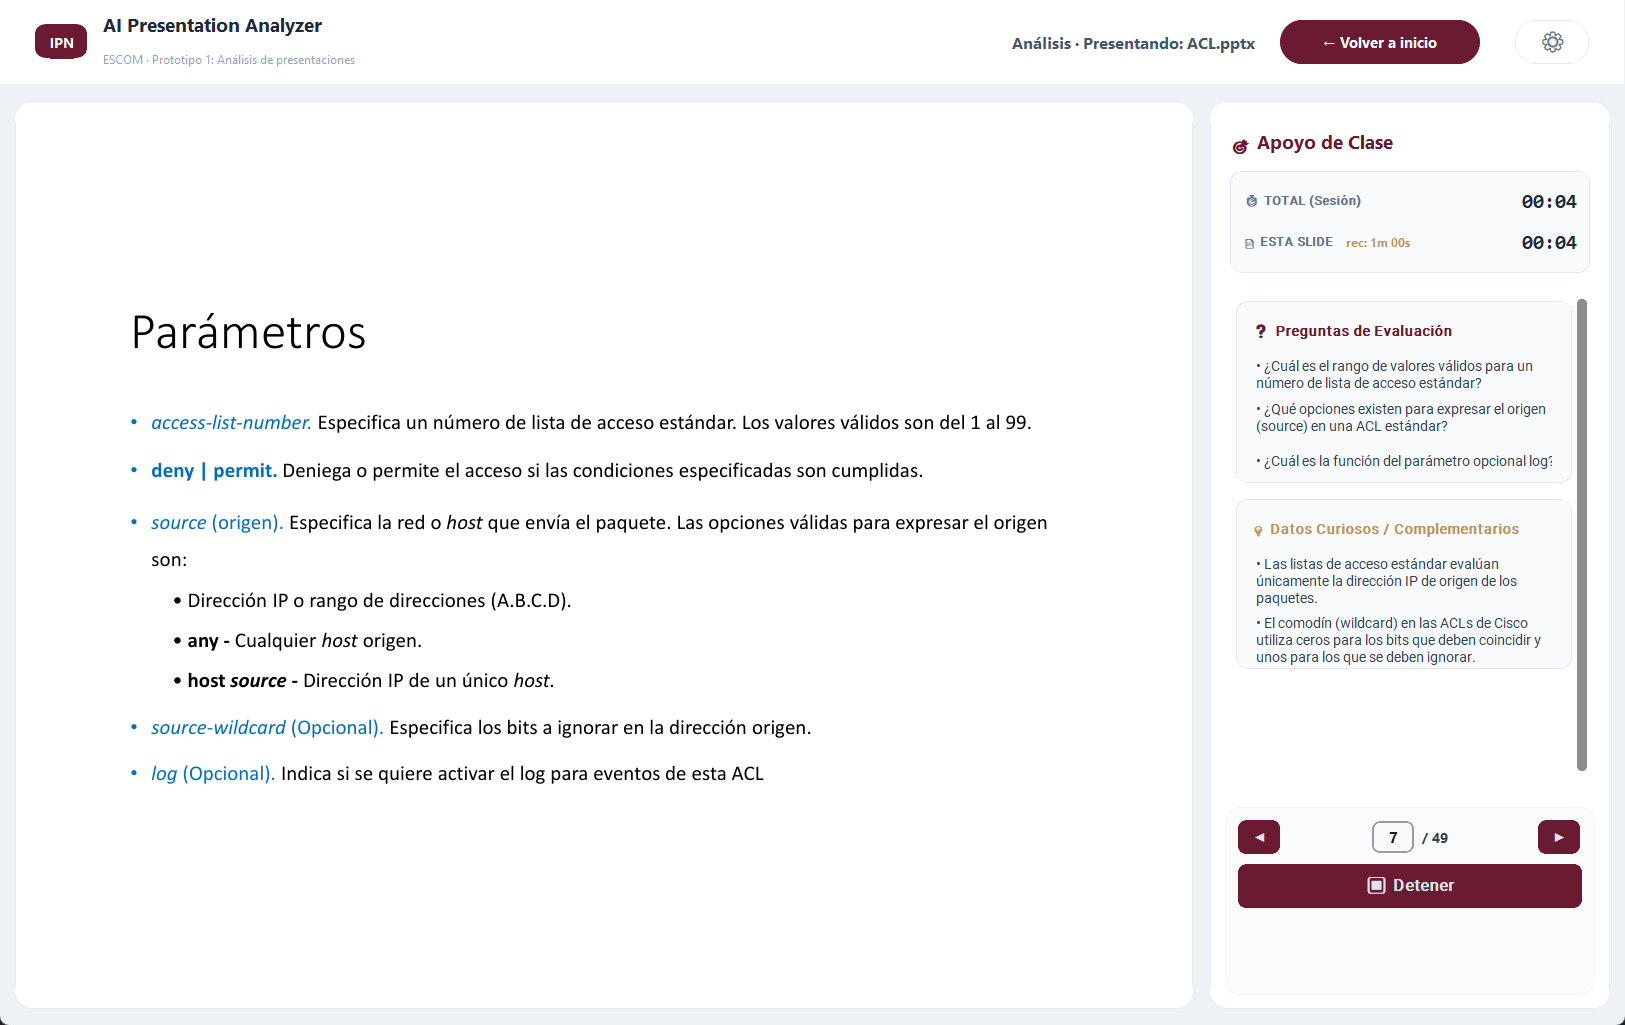 IPN
AI Presentation Analyzer
ESCOM · Prototipo 1: Análisis de presentaciones
Análisis · Presentando: ACL.pptx
← Volver a inicio
Parámetros
• access-list-number. Especifica un número de lista de acceso estándar. Los valores válidos son del 1 al 99.
• deny | permit. Deniega o permite el acceso si las condiciones especificadas son cumplidas.
• source (origen). Especifica la red o host que envía el paquete. Las opciones válidas para expresar el origen
son:
• Dirección IP o rango de direcciones (A.B.C.D).
• any - Cualquier host origen.
• host source - Dirección IP de un único host.
• source-wildcard (Opcional). Especifica los bits a ignorar en la dirección origen.
• log (Opcional). Indica si se quiere activar el log para eventos de esta ACL
Apoyo de Clase
TOTAL (Sesión) 00:04
ESTA SLIDE rec: 1m 00s 00:04
? Preguntas de Evaluación
• ¿Cuál es el rango de valores válidos para un
número de lista de acceso estándar?
• ¿Qué opciones existen para expresar el origen
(source) en una ACL estándar?
• ¿Cuál es la función del parámetro opcional log?
Datos Curiosos / Complementarios
• Las listas de acceso estándar evalúan
únicamente la dirección IP de origen de los
paquetes.
• El comodín (wildcard) en las ACLs de Cisco
utiliza ceros para los bits que deben coincidir y
unos para los que se deben ignorar.
◄ 7 / 49 ►
Detener